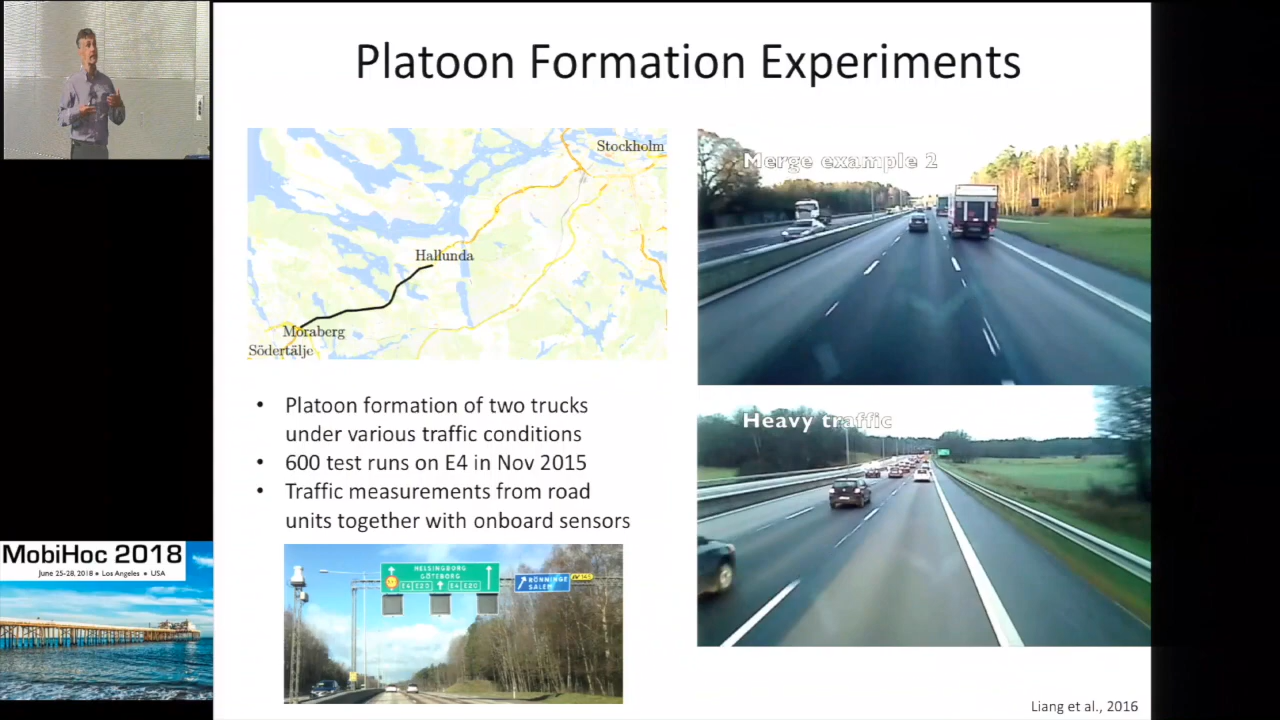 Platoon Formation Experiments
Stockholm
Hallunda
Moraberg
Södertälje
Merge example 2
Heavy traffic
• Platoon formation of two trucks
under various traffic conditions
• 600 test runs on E4 in Nov 2015
• Traffic measurements from road
units together with onboard sensors
HELSINGBORG
GÖTEBORG
E4 E20 E4 E20
RÖNNINGE
SALEM
MobiHoc 2018
June 25-28, 2018 • Los Angeles • USA
Liang et al., 2016